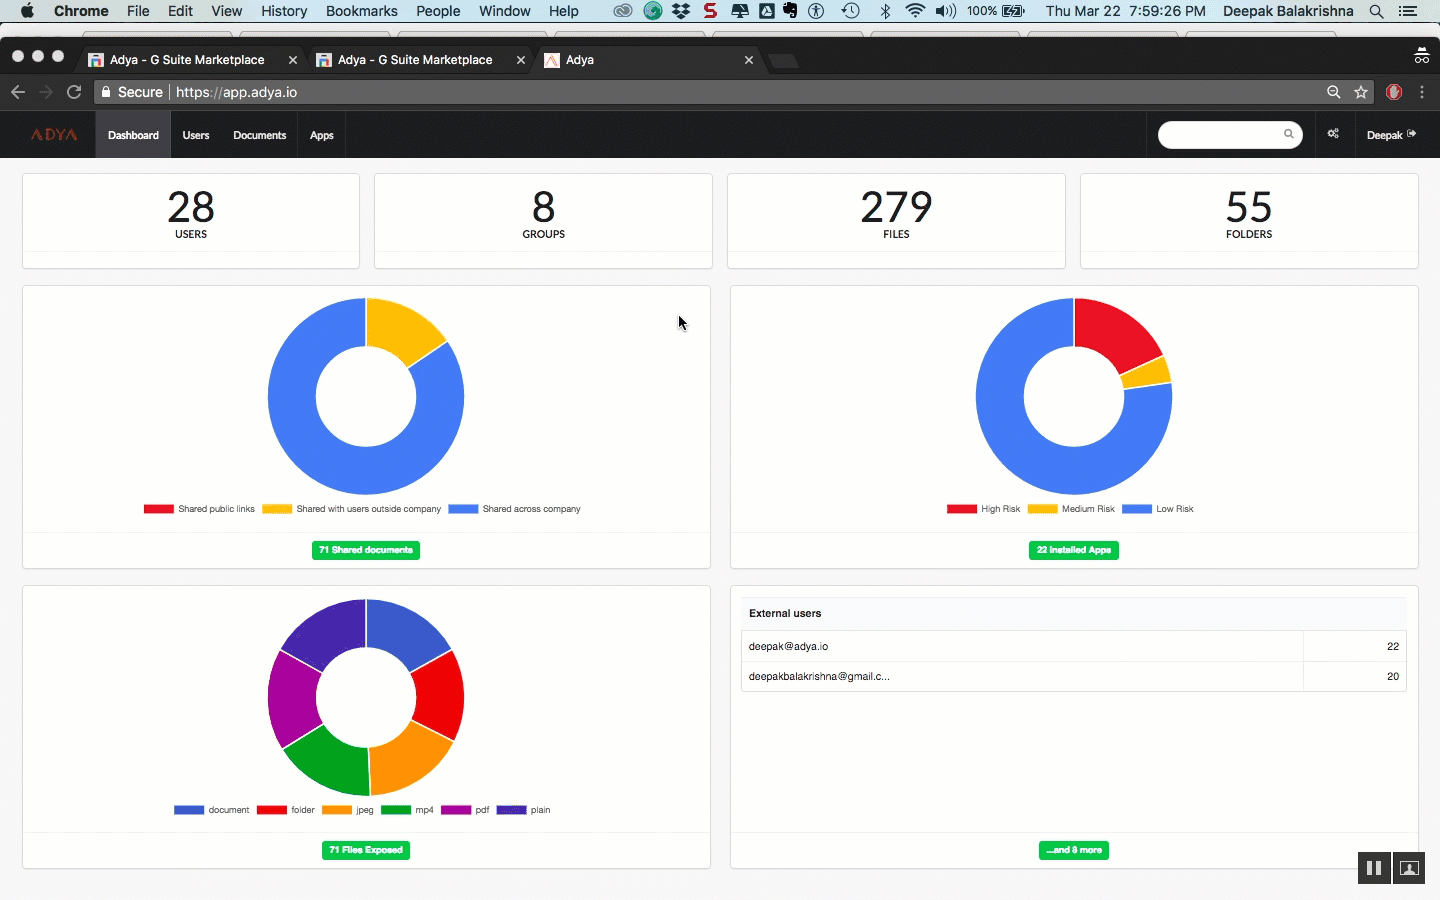 Chrome File Edit View History Bookmarks People Window Help 100% Thu Mar 22 7:59:26 PM Deepak Balakrishna
Adya - G Suite Marketplace Adya - G Suite Marketplace Adya
Secure https://app.adya.io
ADYA Dashboard Users Documents Apps Deepak
28 8 279 55
USERS GROUPS FILES FOLDERS
Shared public links Shared with users outside company Shared across company
High Risk Medium Risk Low Risk
71 Shared documents
22 Installed Apps
External users
deepak@adya.io 22
deepakbalakrishna@gmail.c... 20
document folder jpeg mp4 pdf plain
71 Files Exposed
...and 8 more